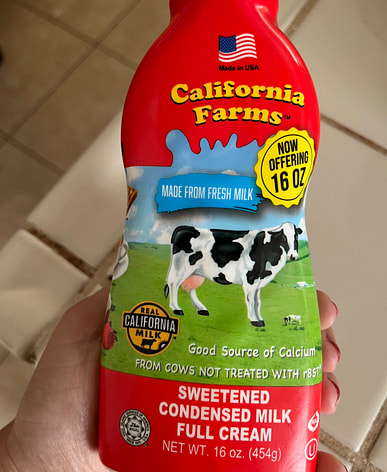 Made in USA
California
Farms™
NOW
OFFERING
16 OZ
MADE FROM FRESH MILK
REAL
CALIFORNIA
MILK
Good Source of Calcium
FROM COWS NOT TREATED WITH rBST
SWEETENED
CONDENSED MILK
FULL CREAM
NET WT. 16 oz. (454g)
U